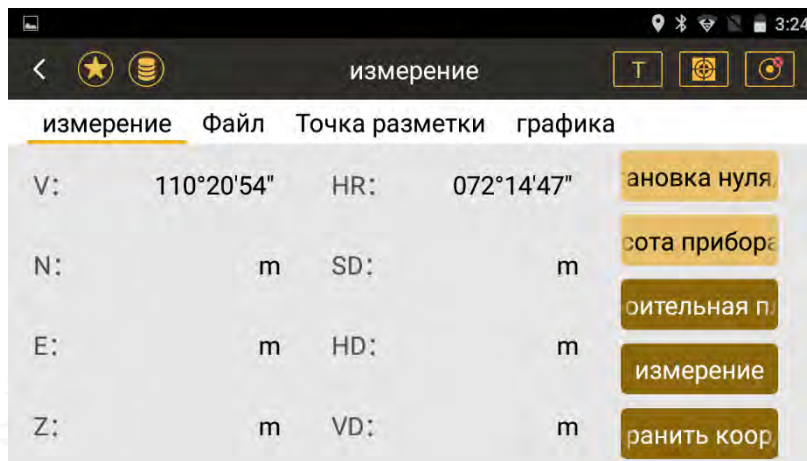 3:24
измерение
T
измерение Файл Точка разметки графика
V: 110°20'54" HR: 072°14'47" ановка нуля
N: m SD: m сота прибора
оительная п
E: m HD: m
измерение
Z: m VD: m ранить коор